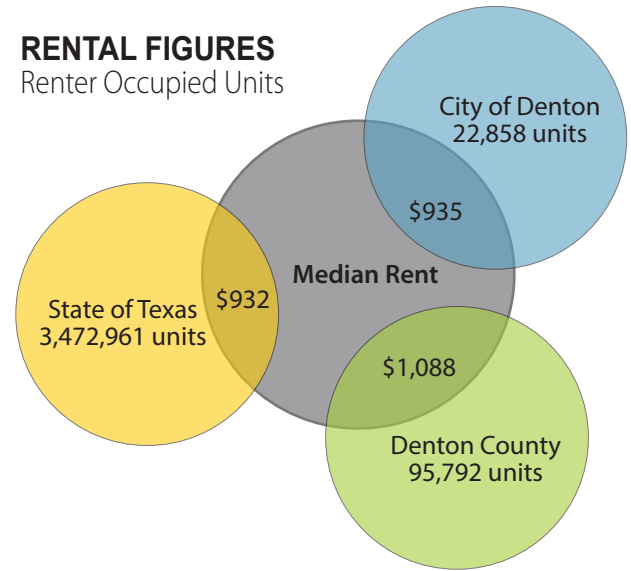 RENTAL FIGURES
Renter Occupied Units
City of Denton
22,858 units
$935
Median Rent
$932
State of Texas
3,472,961 units
$1,088
Denton County
95,792 units